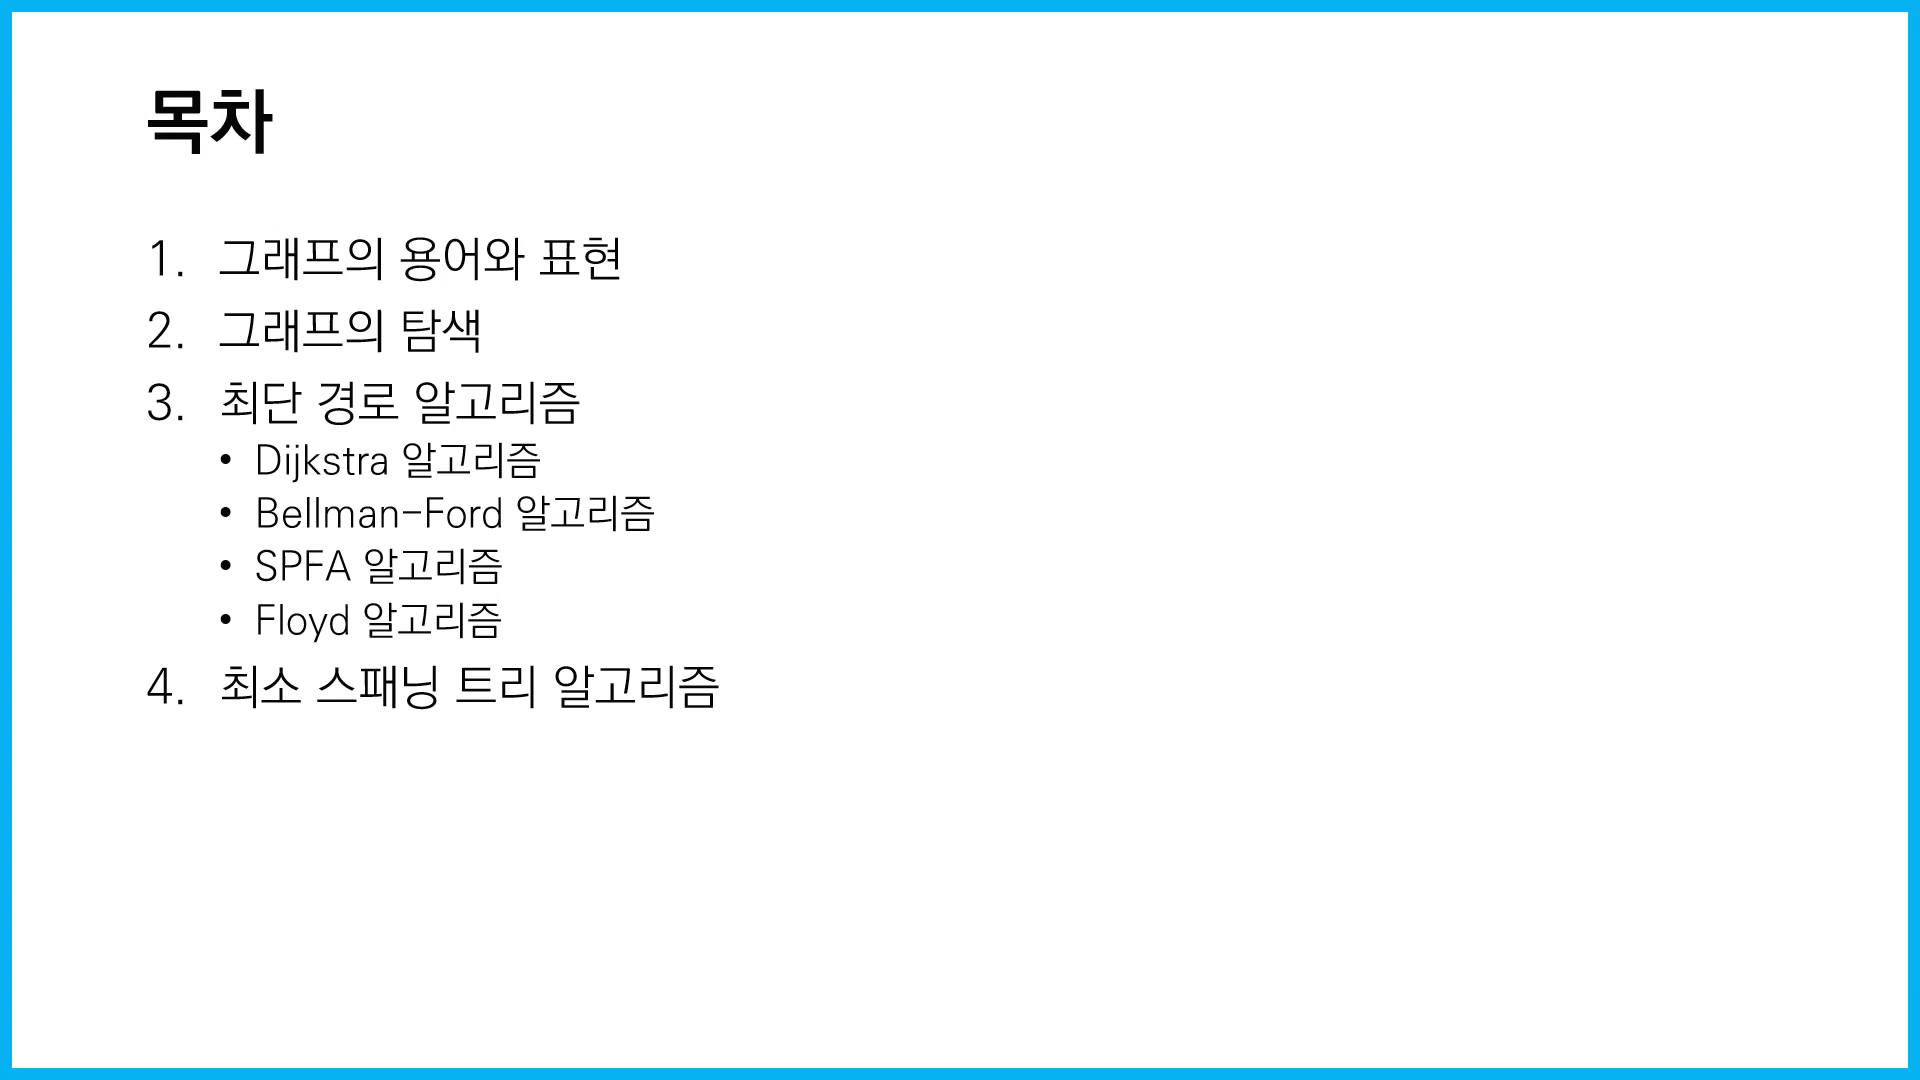 목차
1. 그래프의 용어와 표현
2. 그래프의 탐색
3. 최단 경로 알고리즘
• Dijkstra 알고리즘
• Bellman-Ford 알고리즘
• SPFA 알고리즘
• Floyd 알고리즘
4. 최소 스패닝 트리 알고리즘